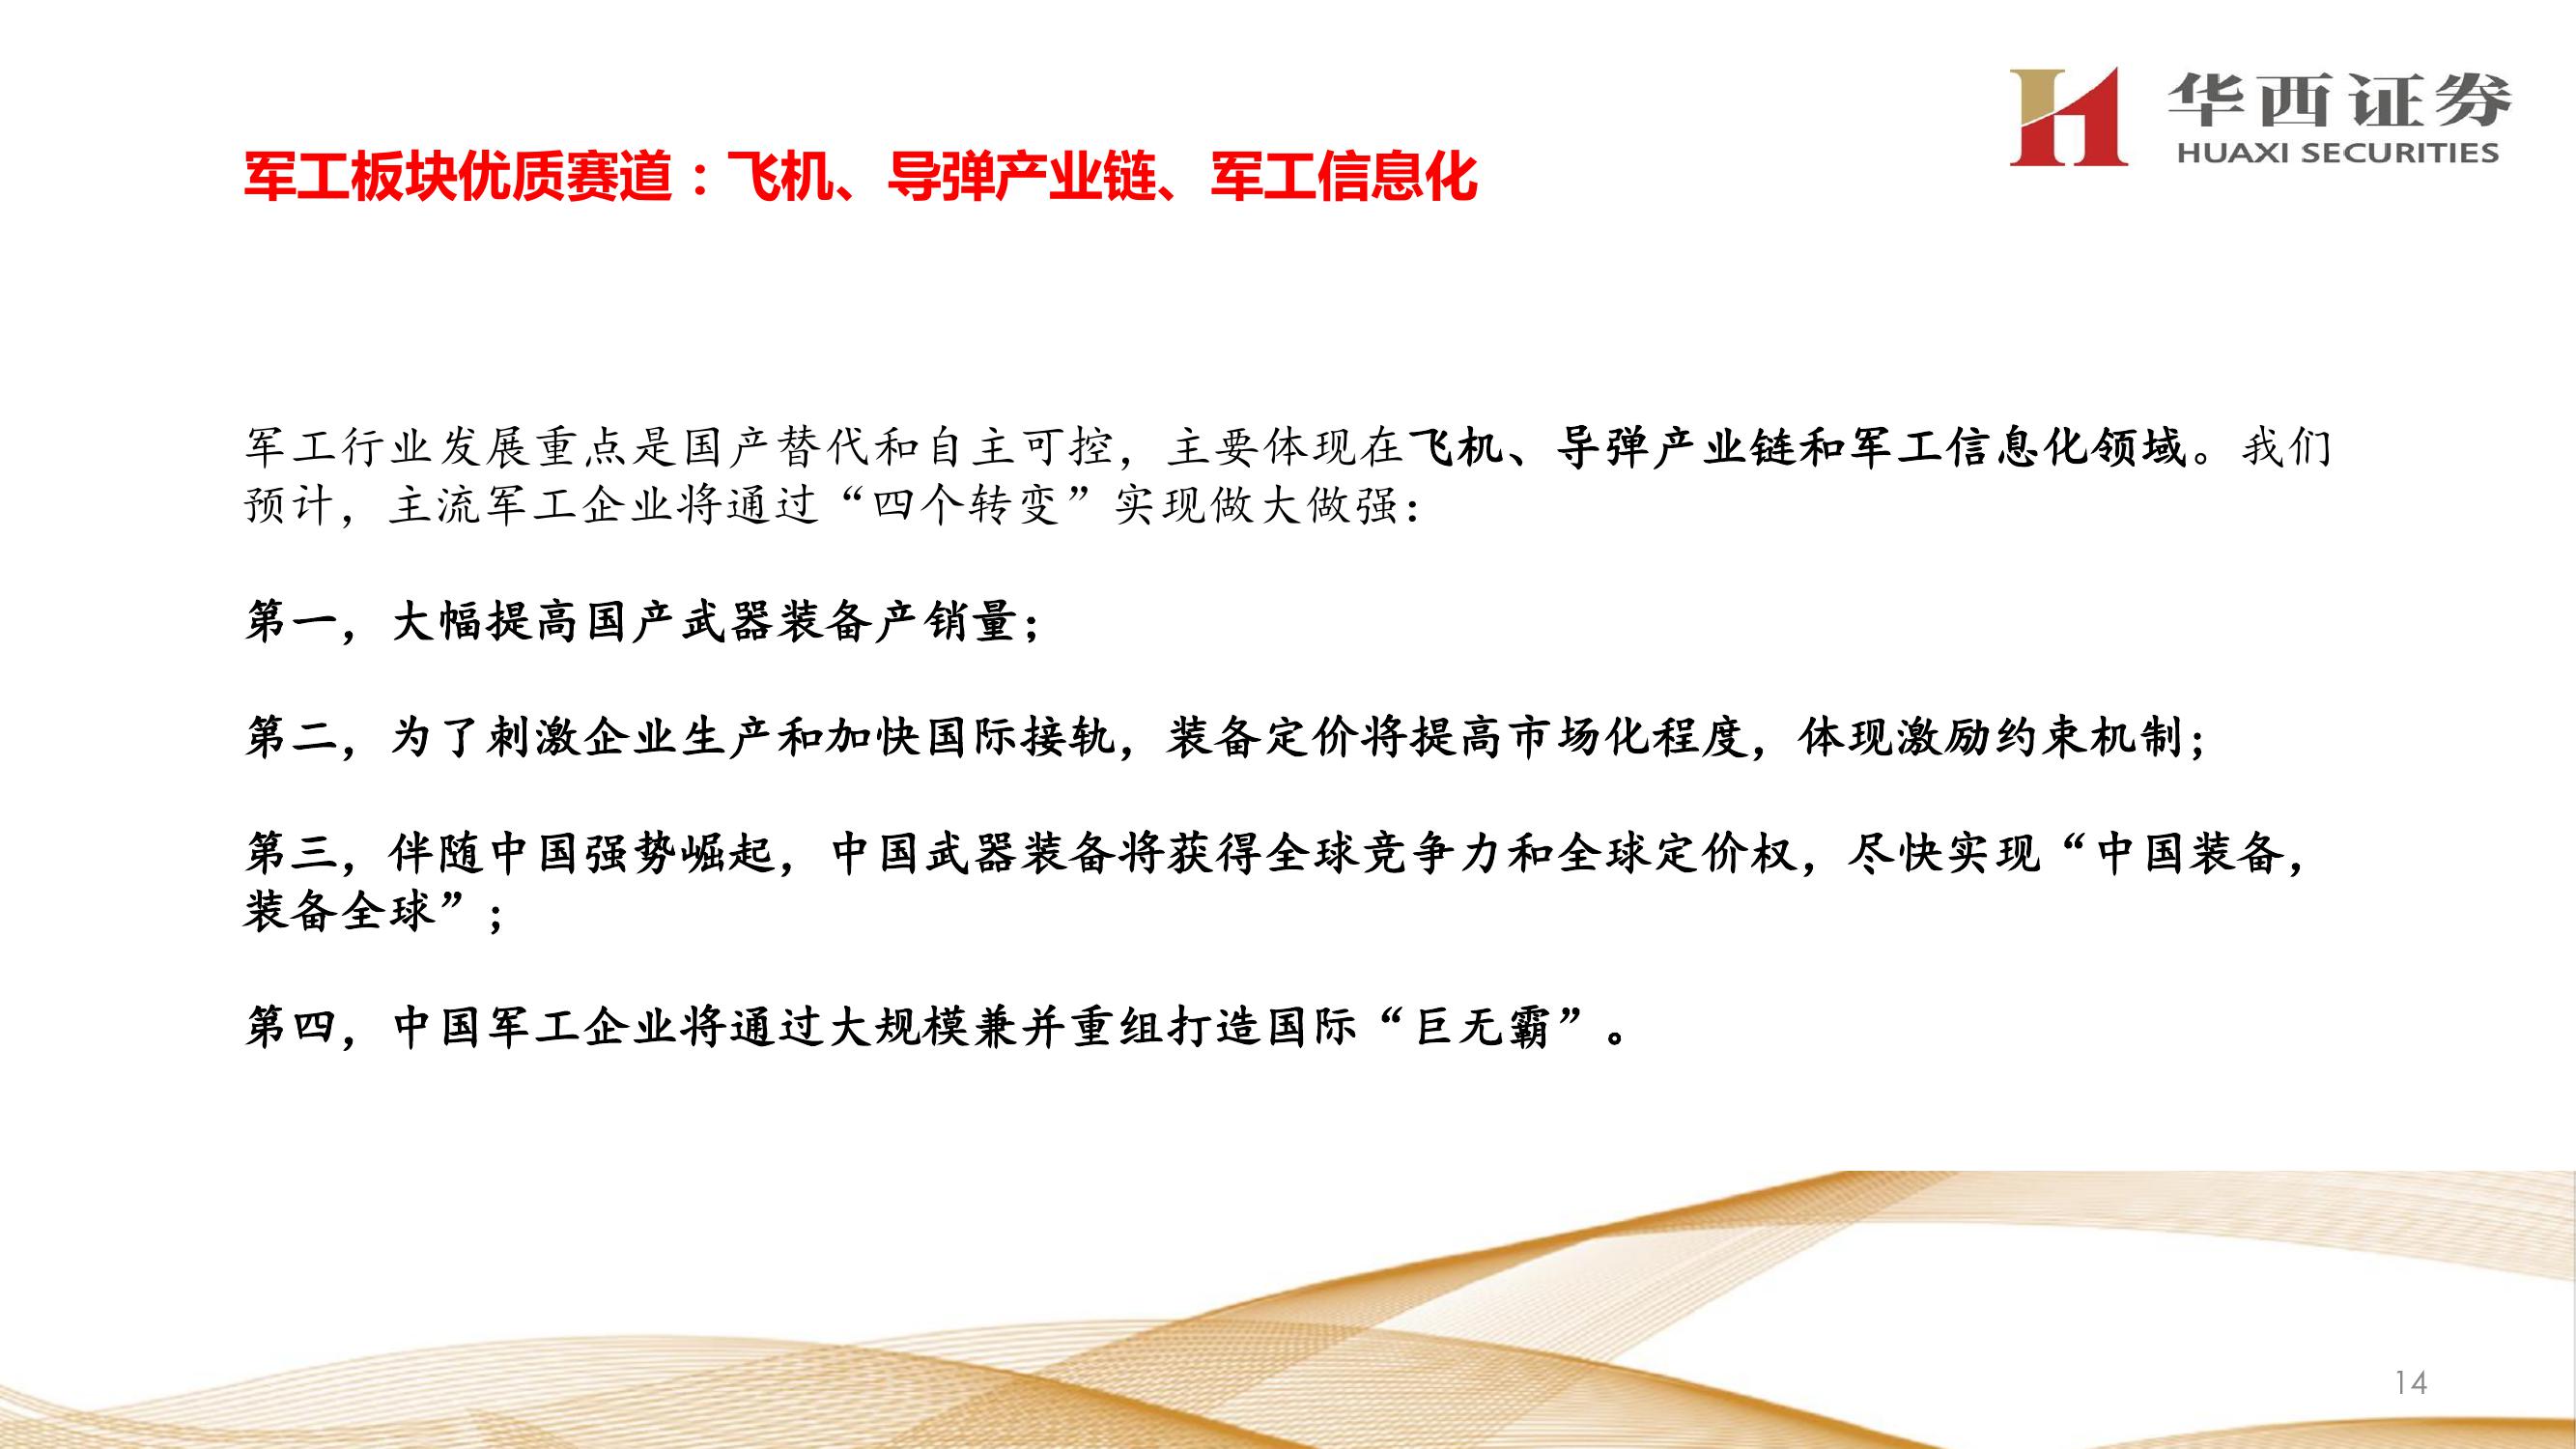 华西证券
HUAXI SECURITIES
军工板块优质赛道：飞机、导弹产业链、军工信息化
军工行业发展重点是国产替代和自主可控，主要体现在飞机、导弹产业链和军工信息化领域。我们
预计，主流军工企业将通过“四个转变”实现做大做强：
第一，大幅提高国产武器装备产销量；
第二，为了刺激企业生产和加快国际接轨，装备定价将提高市场化程度，体现激励约束机制；
第三，伴随中国强势崛起，中国武器装备将获得全球竞争力和全球定价权，尽快实现“中国装备，
装备全球”；
第四，中国军工企业将通过大规模兼并重组打造国际“巨无霸”。
14